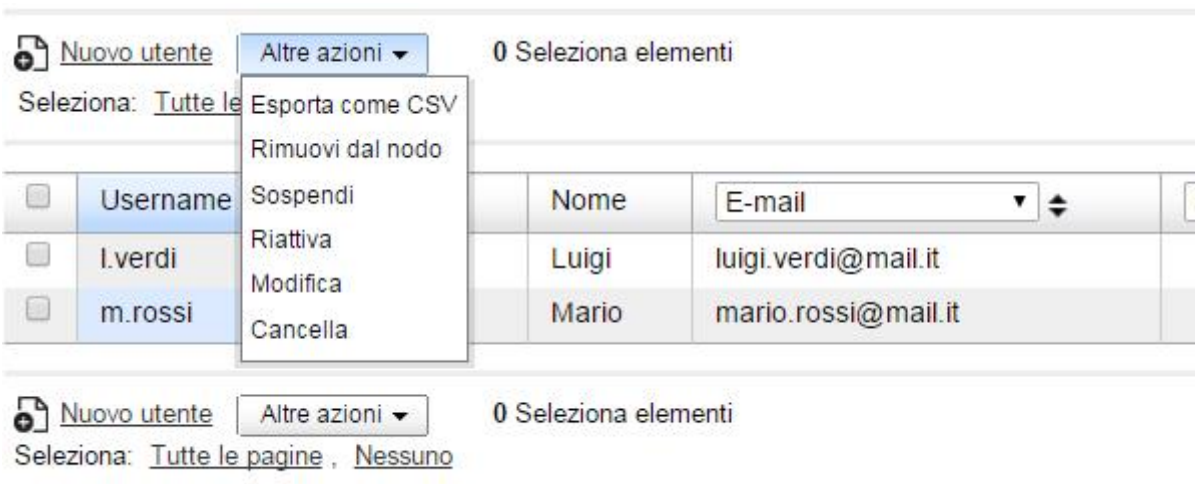 Nuovo utente Altre azioni 0 Seleziona elementi
Seleziona: Tutte le
Esporta come CSV
Rimuovi dal nodo
Sospendi
Riattiva
Modifica
Cancella
Username Nome E-mail
l.verdi Luigi luigi.verdi@mail.it
m.rossi Mario mario.rossi@mail.it
Nuovo utente Altre azioni 0 Seleziona elementi
Seleziona: Tutte le pagine , Nessuno